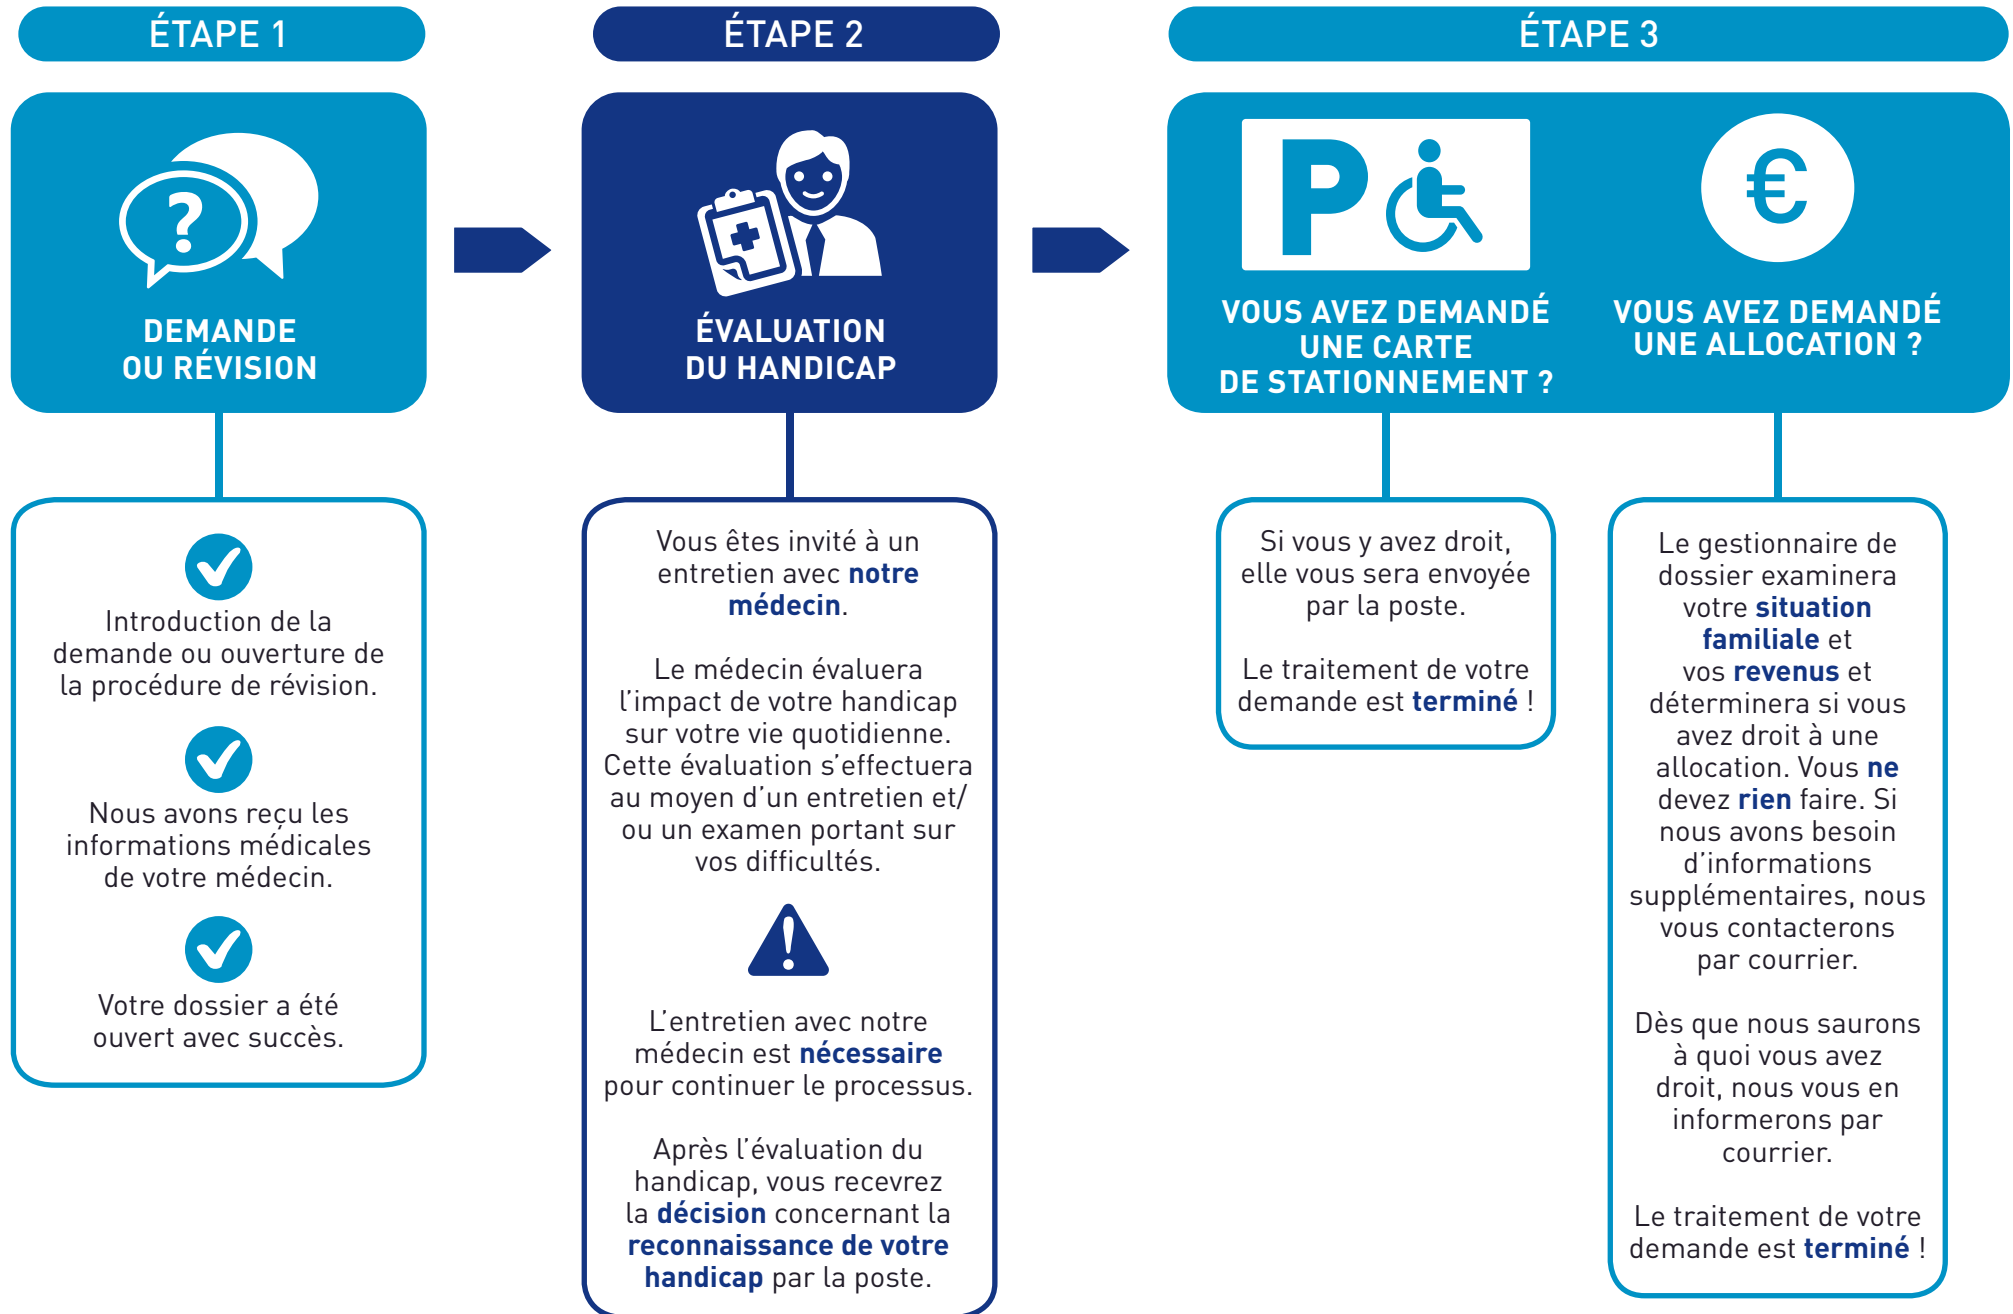 ÉTAPE 1
DEMANDE
OU RÉVISION
Introduction de la
demande ou ouverture de
la procédure de révision.
Nous avons reçu les
informations médicales
de votre médecin.
Votre dossier a été
ouvert avec succès.
ÉTAPE 2
ÉVALUATION
DU HANDICAP
Vous êtes invité à un
entretien avec notre
médecin.
Le médecin évaluera
l’impact de votre handicap
sur votre vie quotidienne.
Cette évaluation s’effectuera
au moyen d’un entretien et/
ou un examen portant sur
vos difficultés.
L’entretien avec notre
médecin est nécessaire
pour continuer le processus.
Après l’évaluation du
handicap, vous recevrez
la décision concernant la
reconnaissance de votre
handicap par la poste.
ÉTAPE 3
P
VOUS AVEZ DEMANDÉ
UNE CARTE
DE STATIONNEMENT ?
Si vous y avez droit,
elle vous sera envoyée
par la poste.
Le traitement de votre
demande est terminé !
€
VOUS AVEZ DEMANDÉ
UNE ALLOCATION ?
Le gestionnaire de
dossier examinera
votre situation
familiale et
vos revenus et
déterminera si vous
avez droit à une
allocation. Vous ne
devez rien faire. Si
nous avons besoin
d’informations
supplémentaires, nous
vous contacterons
par courrier.
Dès que nous saurons
à quoi vous avez
droit, nous vous en
informerons par
courrier.
Le traitement de votre
demande est terminé !